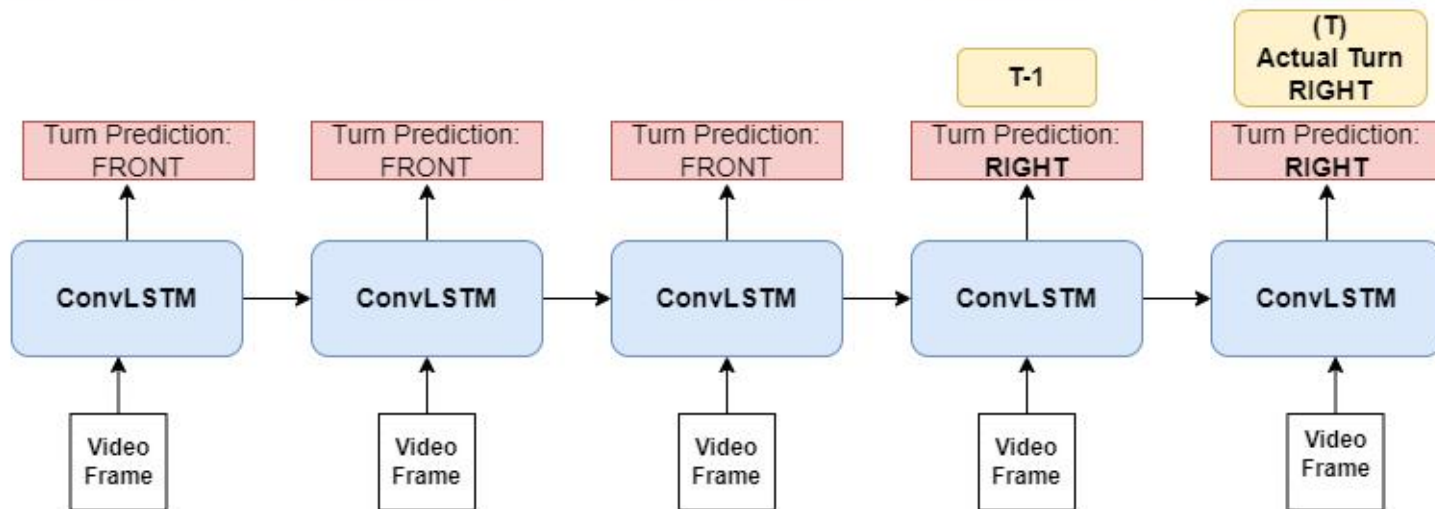 (T)
Actual Turn
RIGHT
T-1
Turn Prediction:
FRONT
Turn Prediction:
FRONT
Turn Prediction:
FRONT
Turn Prediction:
RIGHT
Turn Prediction:
RIGHT
ConvLSTM
ConvLSTM
ConvLSTM
ConvLSTM
ConvLSTM
Video
Frame
Video
Frame
Video
Frame
Video
Frame
Video
Frame